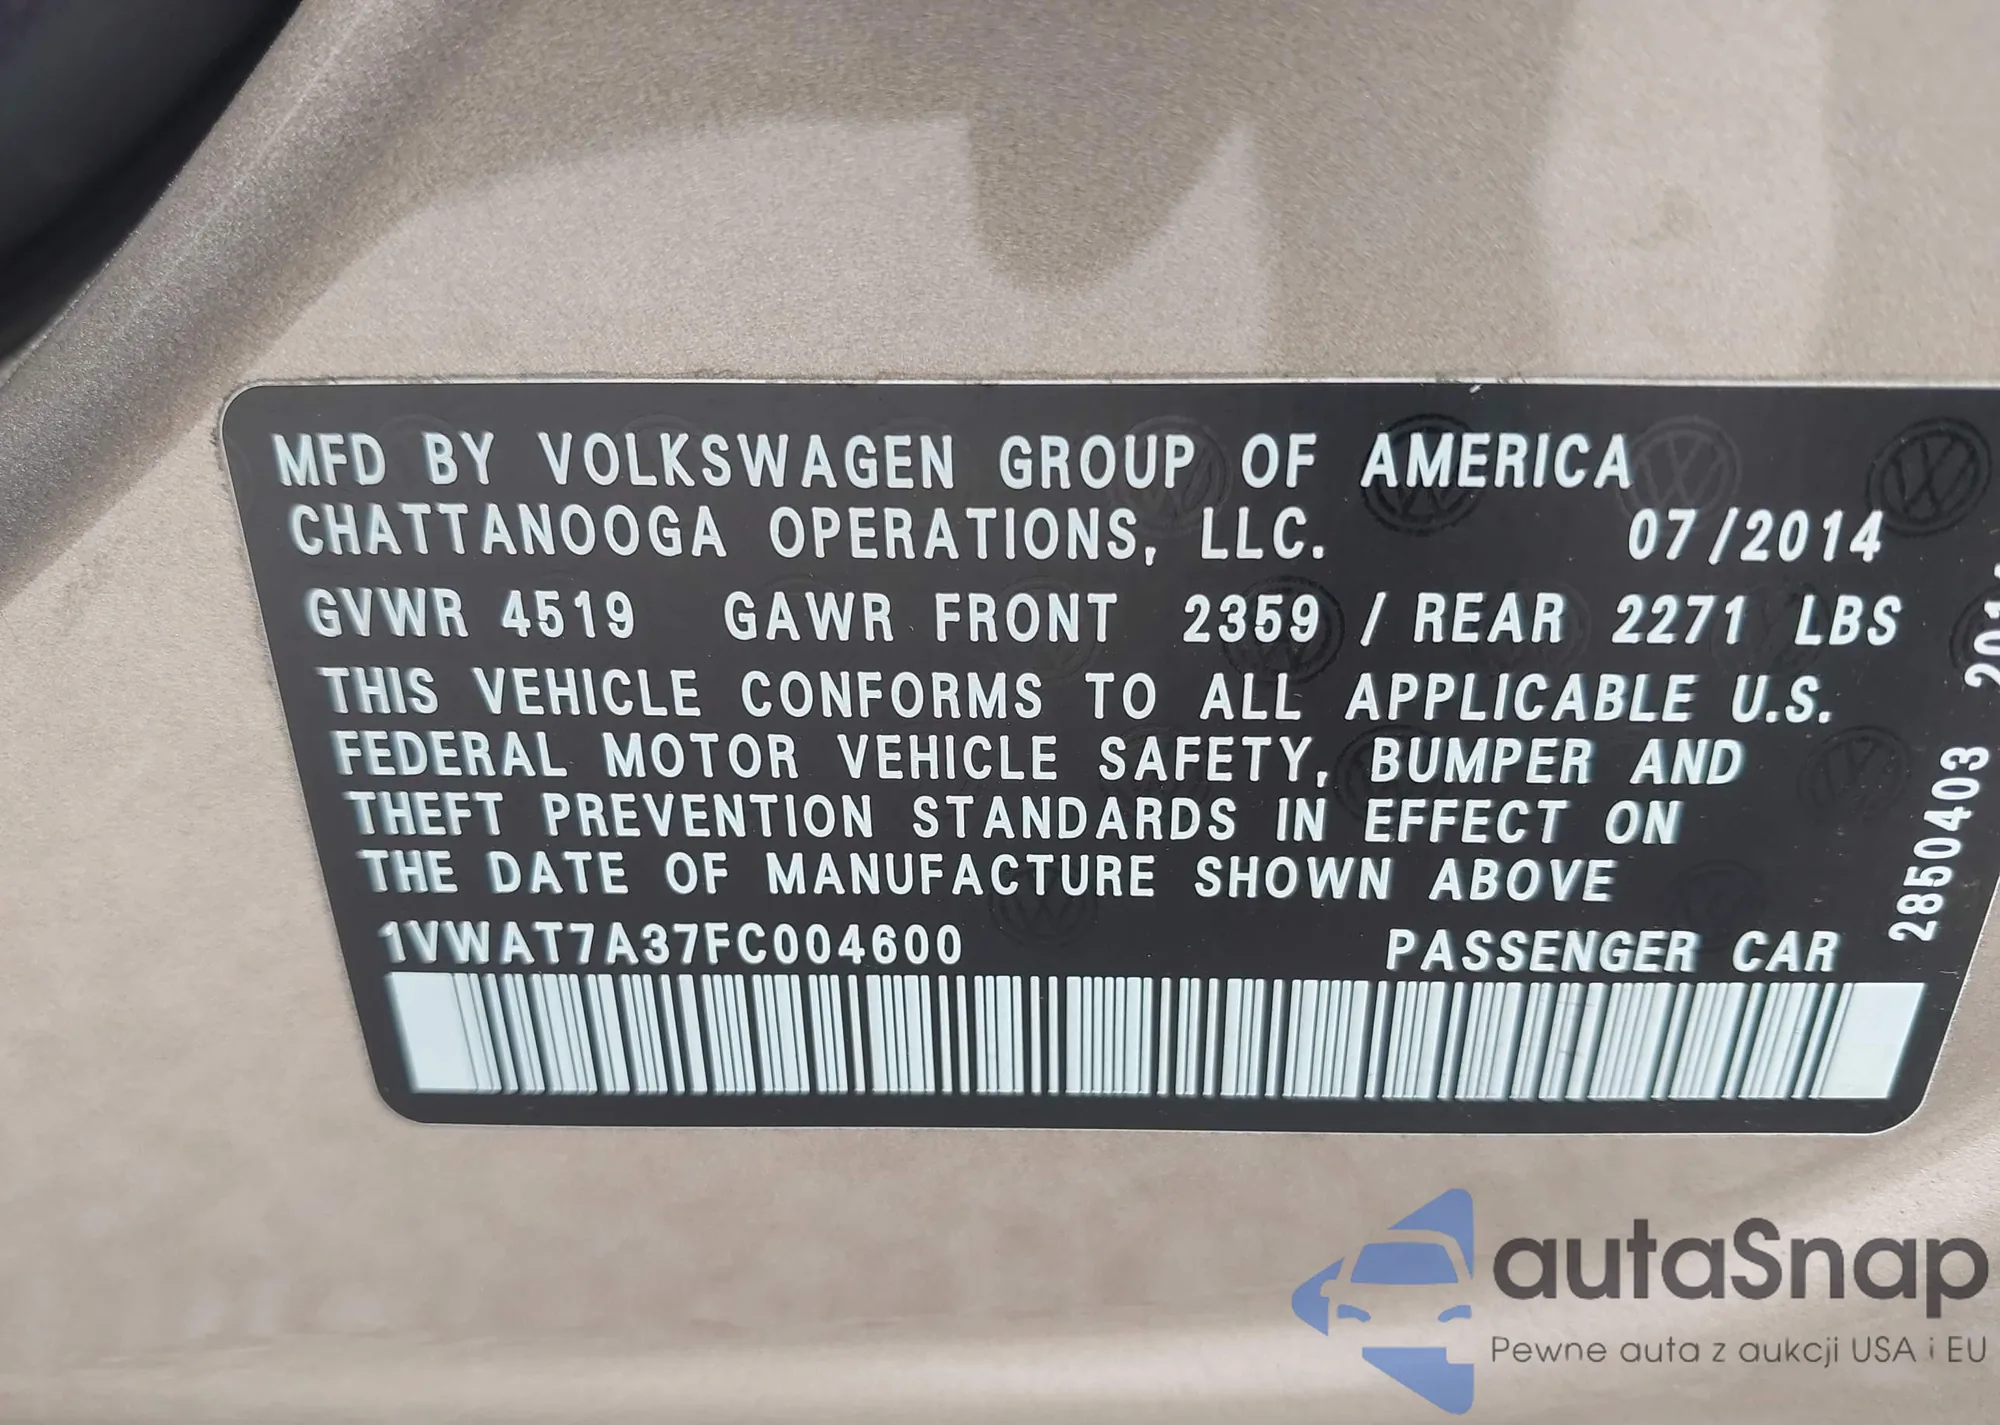 MFD BY VOLKSWAGEN GROUP OF AMERICA
CHATTANOOGA OPERATIONS, LLC. 07/2014
GVWR 4519 GAWR FRONT 2359 / REAR 2271 LBS
THIS VEHICLE CONFORMS TO ALL APPLICABLE U.S.
FEDERAL MOTOR VEHICLE SAFETY, BUMPER AND
THEFT PREVENTION STANDARDS IN EFFECT ON
THE DATE OF MANUFACTURE SHOWN ABOVE
1VWAT7A37FC004600 PASSENGER CAR
2850403
autaSnap
Pewne auta z aukcji USA i EU